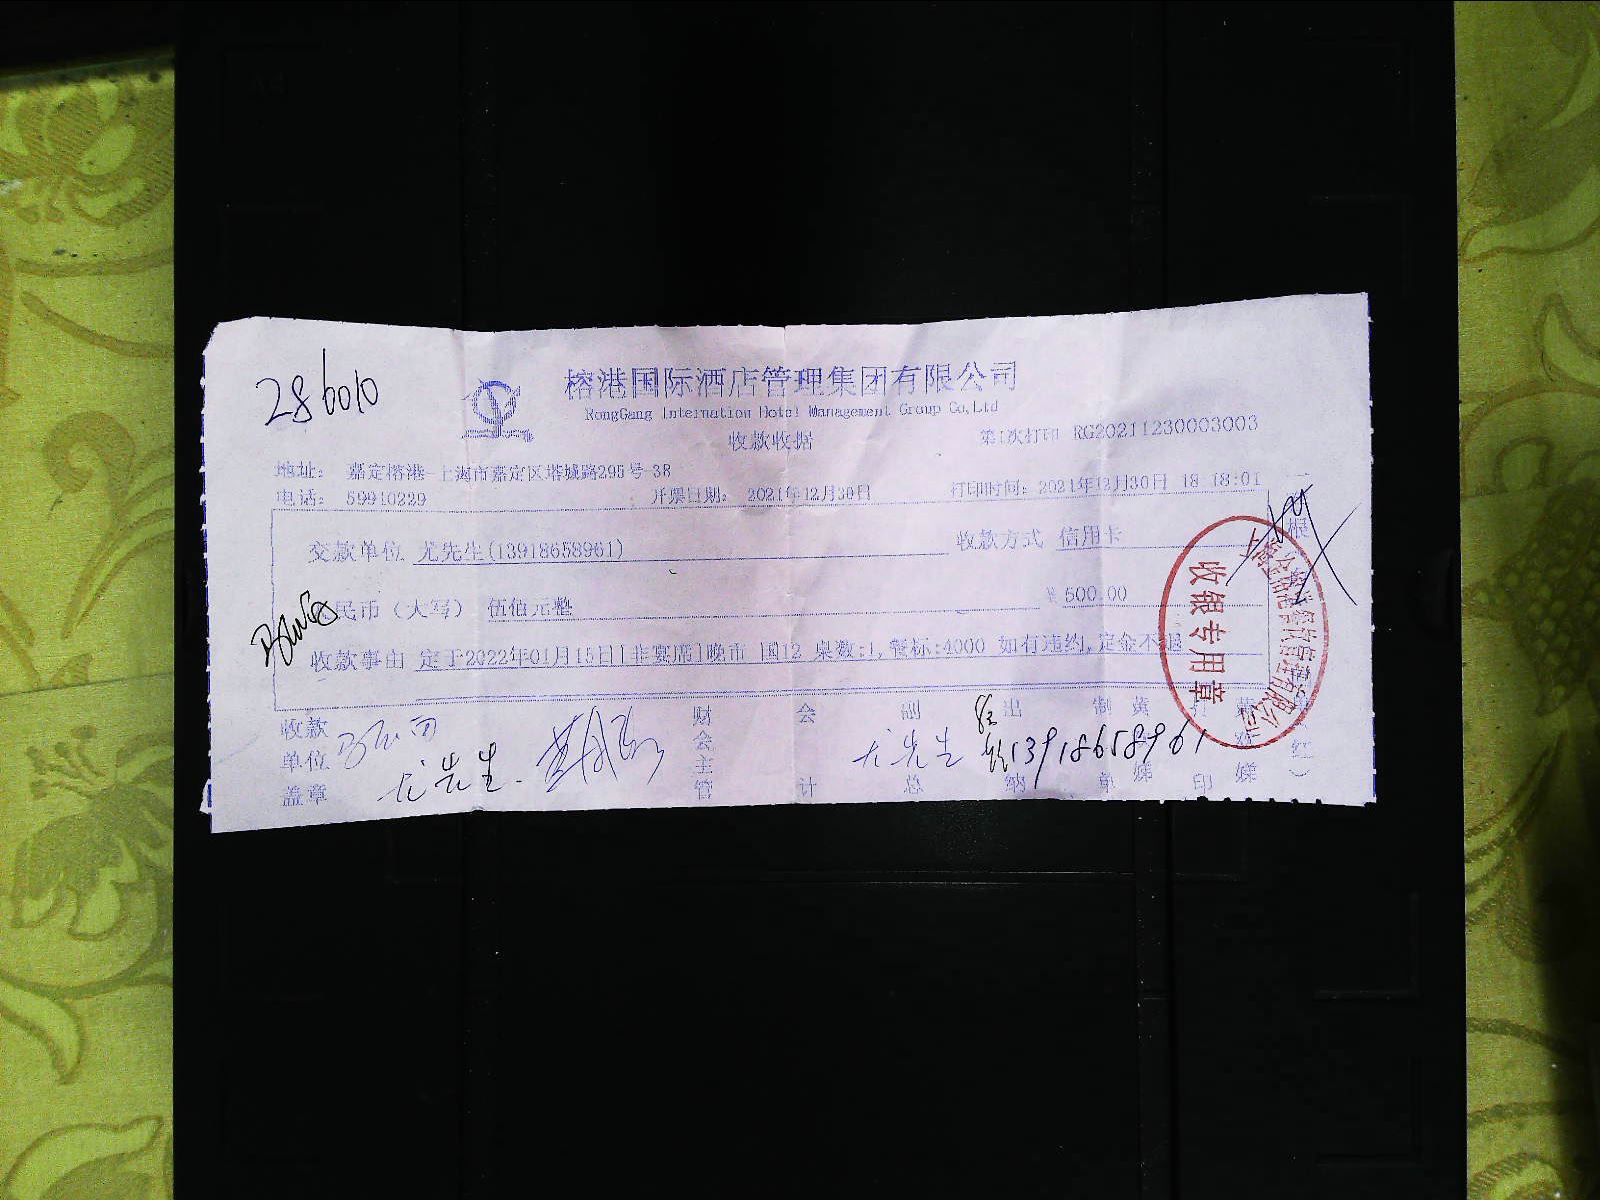 286010
榕港国际酒店管理集团有限公司
RongGang Internation Hotel Management Group Co,Ltd
收款收据
第1次打印 RG20211230003003
地址: 嘉定榕港-上海市嘉定区塔城路295号-38
电话: 59910229 开票日期: 2021年12月30日 打印时间: 2021年12月30日 18:18:01
交款单位 尤先生(13918658961) 收款方式 信用卡
民币(大写) 伍佰元整 ¥ 500.00
收款事由 定于2022年01月15日[非宴席]晚市 国12 桌数:1,餐标:4000 如有违约,定金不退
收银专用章
收款单位盖章
财会主管
会计
副总
出纳
制单
尤先生
尤先生 13918658961